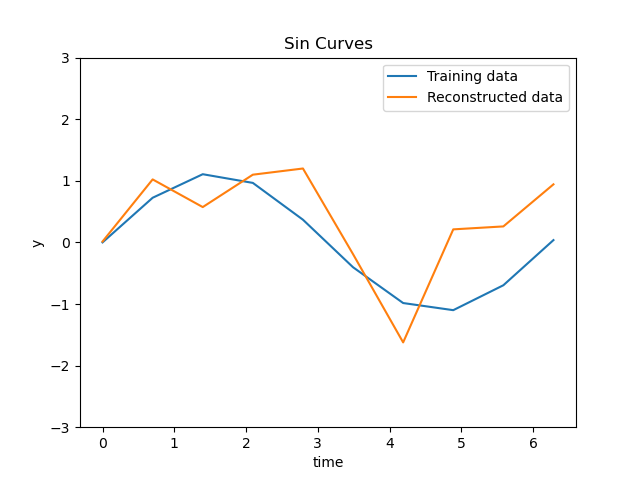 Sin Curves
Training data
Reconstructed data
3
2
1
0
−1
−2
−3
y
0 1 2 3 4 5 6
time